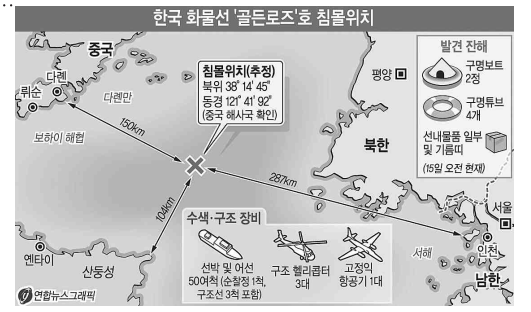 한국 화물선 '골든로즈'호 침몰위치
중국
다롄
뤼순
다롄만
보하이 해협
150km
침몰위치(추정)
북위 38° 14′ 45″
동경 121° 41′ 92″
(중국 해사국 확인)
평양
북한
발견 잔해
구명보트
2정
구명튜브
4개
선내물품 일부
및 기름띠
(15일 오전 현재)
287km
104km
수색·구조 장비
선박 및 어선
50여척 (순찰정 1척,
구조선 3척 포함)
구조 헬리콥터
3대
고정익
항공기 1대
서울
인천
서해
남한
옌타이
산둥성
연합뉴스그래픽